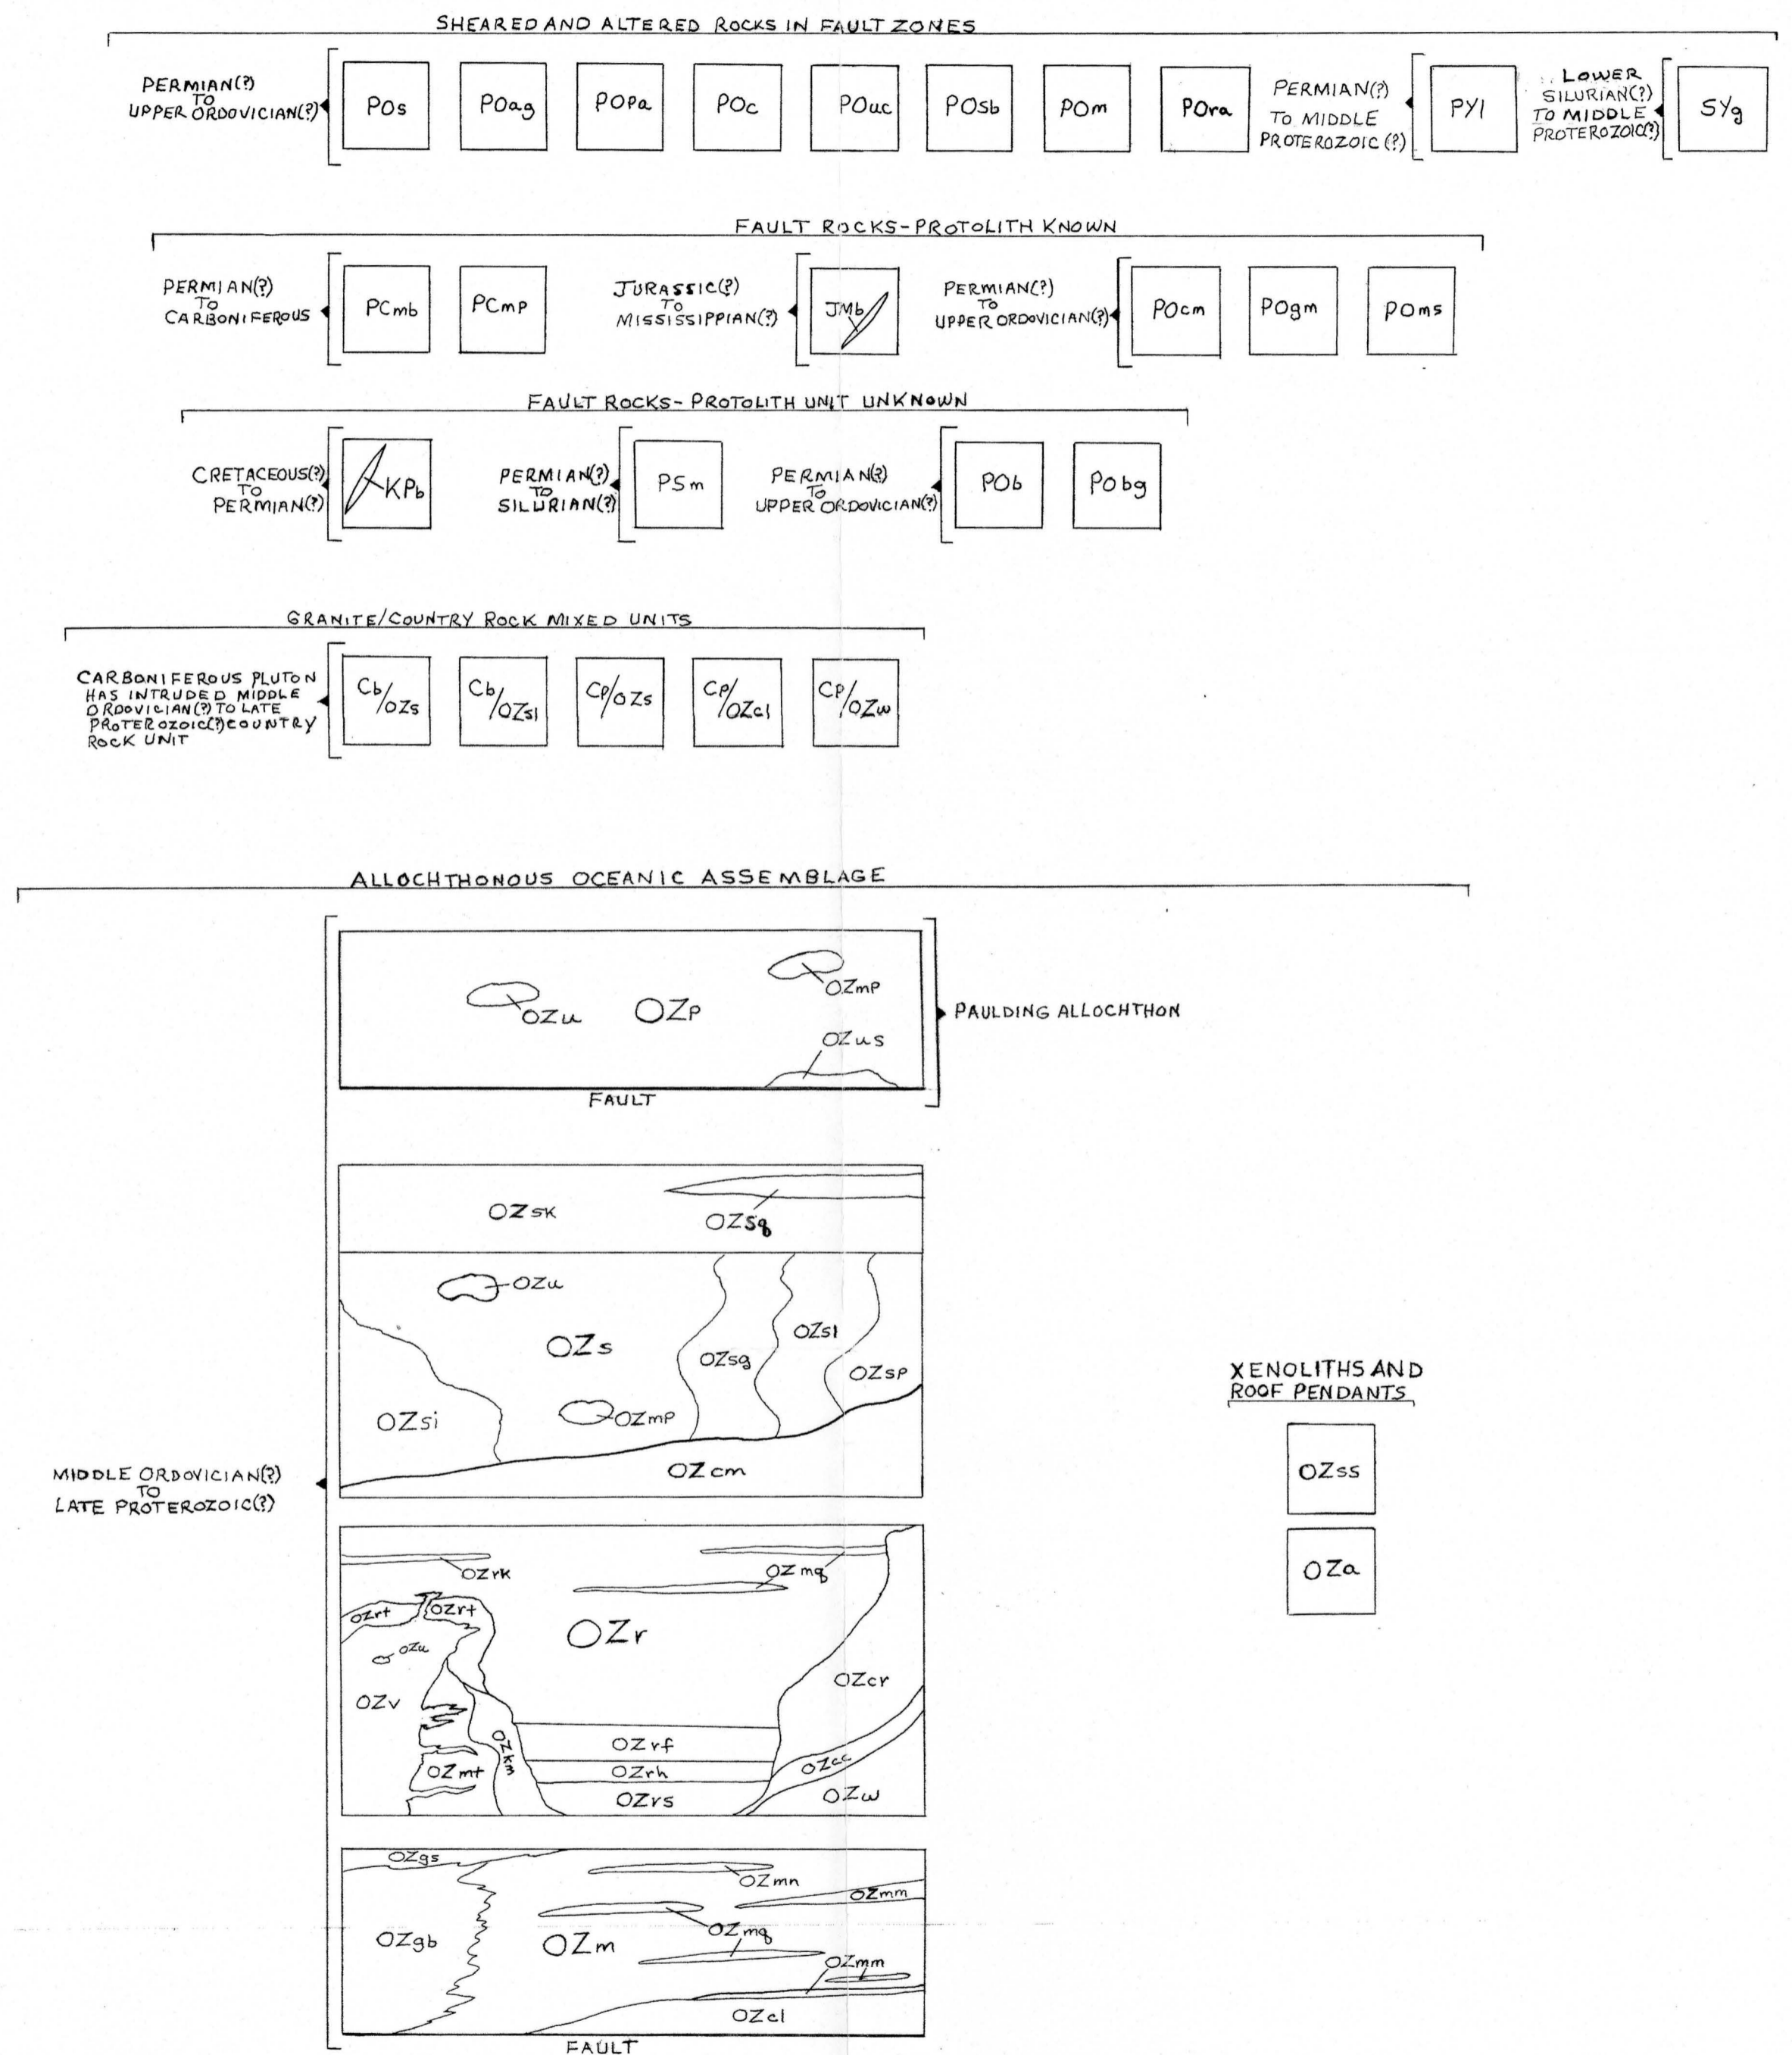 SHEARED AND ALTERED ROCKS IN FAULT ZONES
PERMIAN(?)
TO
UPPER ORDOVICIAN(?)
POs
POag
POpa
POc
POuc
POsb
POm
POra
PERMIAN(?)
TO MIDDLE
PROTEROZOIC(?)
PYl
LOWER
SILURIAN(?)
TO MIDDLE
PROTEROZOIC(?)
SYg
FAULT ROCKS-PROTOLITH KNOWN
PERMIAN(?)
TO
CARBONIFEROUS
PCmb
PCmp
JURASSIC(?)
TO
MISSISSIPPIAN(?)
JMb
PERMIAN(?)
TO
UPPER ORDOVICIAN(?)
POcm
POgm
POms
FAULT ROCKS-PROTOLITH UNIT UNKNOWN
CRETACEOUS(?)
TO
PERMIAN(?)
KPb
PERMIAN(?)
TO
SILURIAN(?)
PSm
PERMIAN(?)
TO
UPPER ORDOVICIAN(?)
POb
PObg
GRANITE/COUNTRY ROCK MIXED UNITS
CARBONIFEROUS PLUTON
HAS INTRUDED MIDDLE
ORDOVICIAN(?) TO LATE
PROTEROZOIC(?) COUNTRY
ROCK UNIT
Cb/OZs
Cb/OZsl
Cp/OZs
Cp/OZcl
Cp/OZw
ALLOCHTHONOUS OCEANIC ASSEMBLAGE
OZu
OZp
OZmp
OZus
FAULT
PAULDING ALLOCHTHON
OZsk
OZsq
OZu
OZs
OZsg
OZsl
OZsp
OZsi
OZmp
OZcm
MIDDLE ORDOVICIAN(?)
TO
LATE PROTEROZOIC(?)
XENOLITHS AND
ROOF PENDANTS
OZss
OZa
OZrk
OZmq
OZrt
OZrt
OZu
OZr
OZv
OZcr
OZkm
OZrf
OZmt
OZrh
OZcc
OZrs
OZw
OZgs
OZmn
OZmm
OZmq
OZgb
OZm
OZmm
OZcl
FAULT